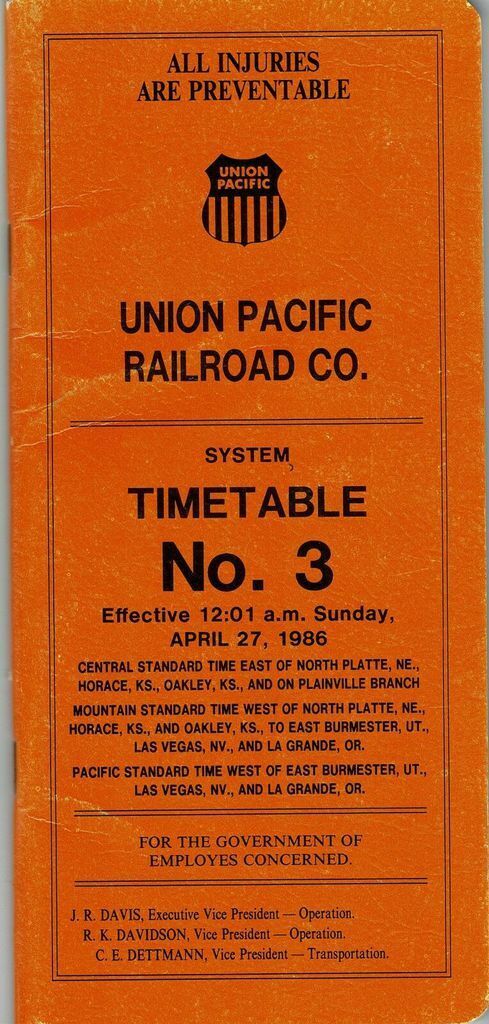 ALL INJURIES
ARE PREVENTABLE
UNION
PACIFIC
UNION PACIFIC
RAILROAD CO.
SYSTEM
TIMETABLE
No. 3
Effective 12:01 a.m. Sunday,
APRIL 27, 1986
CENTRAL STANDARD TIME EAST OF NORTH PLATTE, NE.,
HORACE, KS., OAKLEY, KS., AND ON PLAINVILLE BRANCH
MOUNTAIN STANDARD TIME WEST OF NORTH PLATTE, NE.,
HORACE, KS., AND OAKLEY, KS., TO EAST BURMESTER, UT.,
LAS VEGAS, NV., AND LA GRANDE, OR.
PACIFIC STANDARD TIME WEST OF EAST BURMESTER, UT.,
LAS VEGAS, NV., AND LA GRANDE, OR.
FOR THE GOVERNMENT OF
EMPLOYES CONCERNED.
J. R. DAVIS, Executive Vice President — Operation.
R. K. DAVIDSON, Vice President — Operation.
C. E. DETTMANN, Vice President — Transportation.